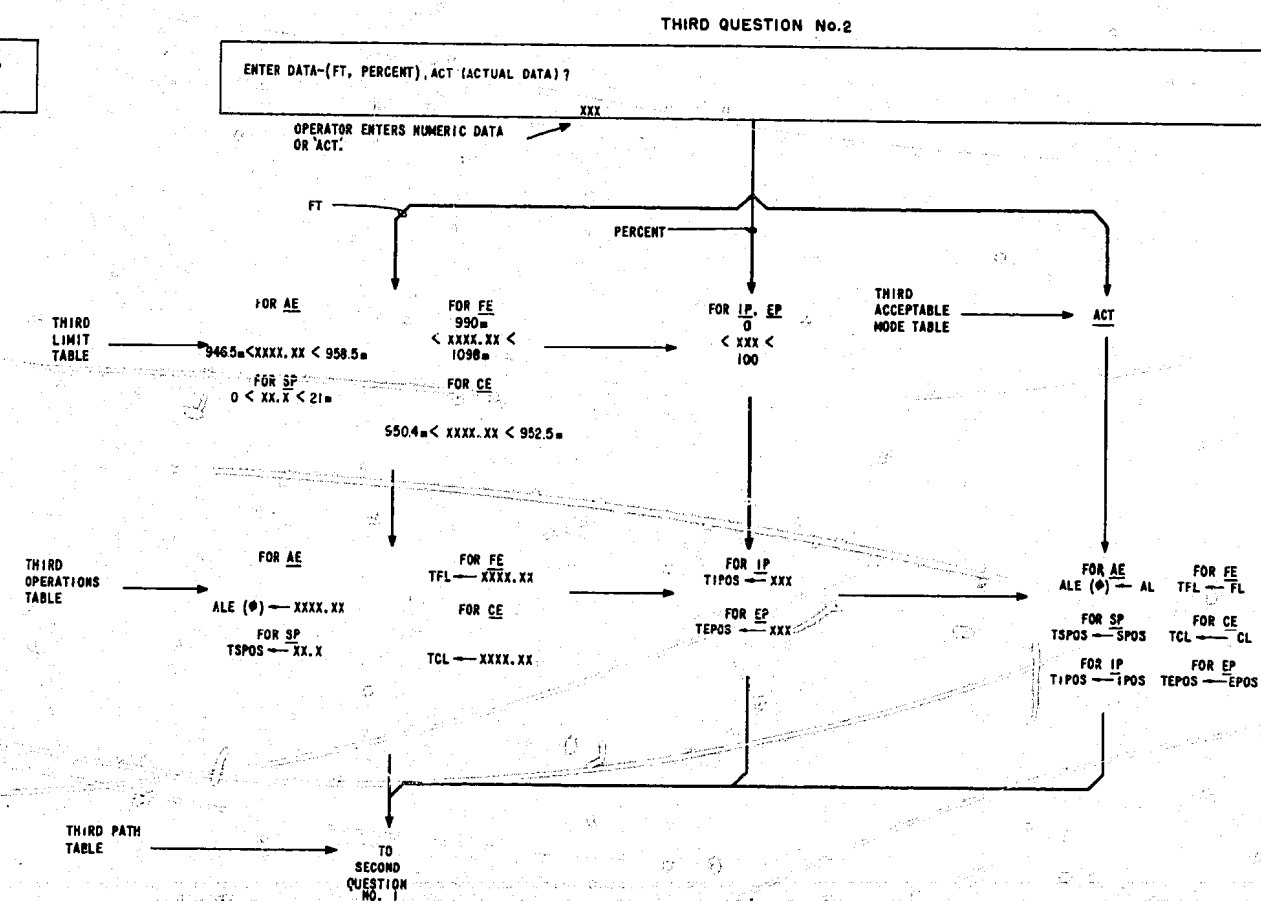 THIRD QUESTION No.2
ENTER DATA-(FT, PERCENT), ACT (ACTUAL DATA)?
XXX
OPERATOR ENTERS NUMERIC DATA
OR 'ACT.'
FT
PERCENT
THIRD
LIMIT
TABLE
FOR AE
946.5m<XXXX.XX < 958.5m
FOR SP
0 < XX.X < 21m
FOR FE
990m
< XXXX.XX <
1098m
FOR CE
950.4m< XXXX.XX < 952.5m
FOR IP, EP
0
< XXX <
100
THIRD
ACCEPTABLE
MODE TABLE
ACT
THIRD
OPERATIONS
TABLE
FOR AE
ALE (Φ) ← XXXX.XX
FOR SP
TSPOS ← XX.X
FOR FE
TFL ← XXXX.XX
FOR CE
TCL ← XXXX.XX
FOR IP
TIPOS ← XXX
FOR EP
TEPOS ← XXX
FOR AE
ALE (Φ) ← AL
FOR FE
TFL ← FL
FOR SP
TSPOS ← SPOS
FOR CE
TCL ← CL
FOR IP
TIPOS ← IPOS
FOR EP
TEPOS ← EPOS
THIRD PATH
TABLE
TO
SECOND
QUESTION
NO. 1